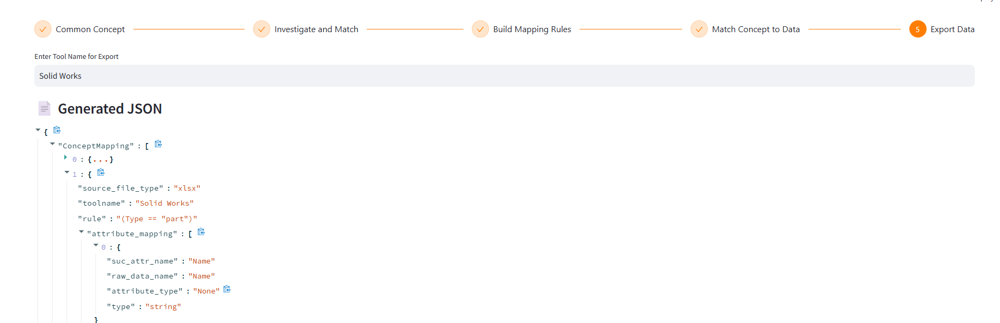 Common Concept Investigate and Match Build Mapping Rules Match Concept to Data 5 Export Data
Enter Tool Name for Export
Solid Works
Generated JSON
{
"ConceptMapping" : [
0 : {...}
1 : {
"source_file_type" : "xlsx"
"toolname" : "Solid Works"
"rule" : "(Type == "part")"
"attribute_mapping" : [
0 : {
"suc_attr_name" : "Name"
"raw_data_name" : "Name"
"attribute_type" : "None"
"type" : "string"
}